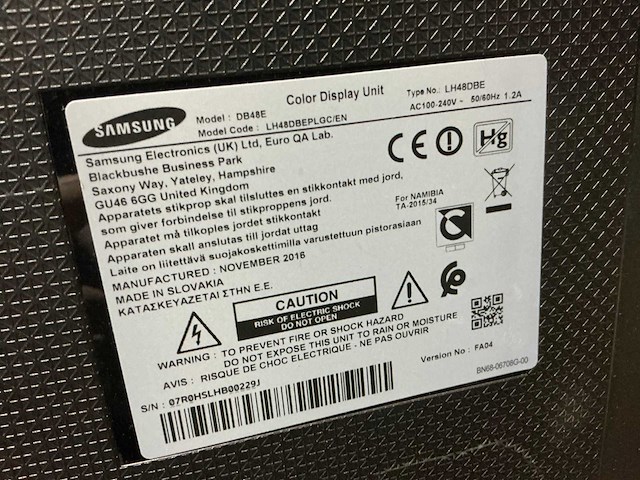 SAMSUNG
Color Display Unit
Model : DB48E
Type No.: LH48DBE
Model Code : LH48DBEPLGC/EN
AC100-240V~ 50/60Hz 1.2A
Samsung Electronics (UK) Ltd, Euro QA Lab.
Blackbushe Business Park
Saxony Way, Yateley, Hampshire
GU46 6GG United Kingdom
Apparatets stikprop skal tilsluttes en stikkontakt med jord,
som giver forbindelse til stikproppens jord.
Apparatet må tilkoples jordet stikkontakt
Apparaten skall anslutas till jordat uttag
Laite on liitettävä suojakoskettimilla varustettuun pistorasiaan
CE
Hg
For NAMIBIA
TA-2015/34
MANUFACTURED : NOVEMBER 2016
MADE IN SLOVAKIA
ΚΑΤΑΣΚΕΥΑΖΕΤΑΙ ΣΤΗΝ Ε.Ε.
CAUTION
RISK OF ELECTRIC SHOCK
DO NOT OPEN
WARNING : TO PREVENT FIRE OR SHOCK HAZARD
DO NOT EXPOSE THIS UNIT TO RAIN OR MOISTURE
AVIS : RISQUE DE CHOC ELECTRIQUE - NE PAS OUVRIR
Version No : FA04
S/N : 07R0HSLHB00229J
BN68-06708G-00